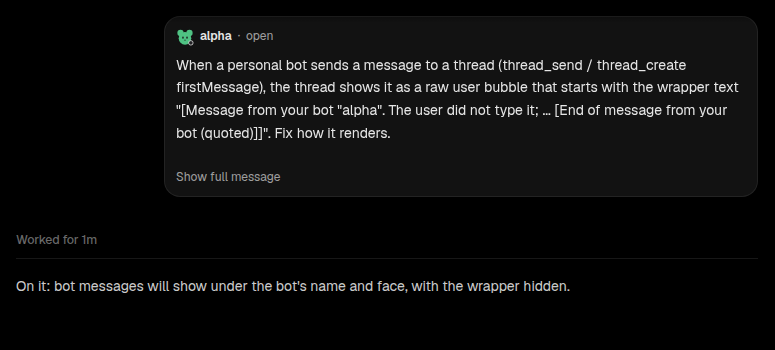 alpha · open
When a personal bot sends a message to a thread (thread_send / thread_create
firstMessage), the thread shows it as a raw user bubble that starts with the wrapper text
"[Message from your bot "alpha". The user did not type it; ... [End of message from your
bot (quoted)]]". Fix how it renders.
Show full message
Worked for 1m
On it: bot messages will show under the bot's name and face, with the wrapper hidden.